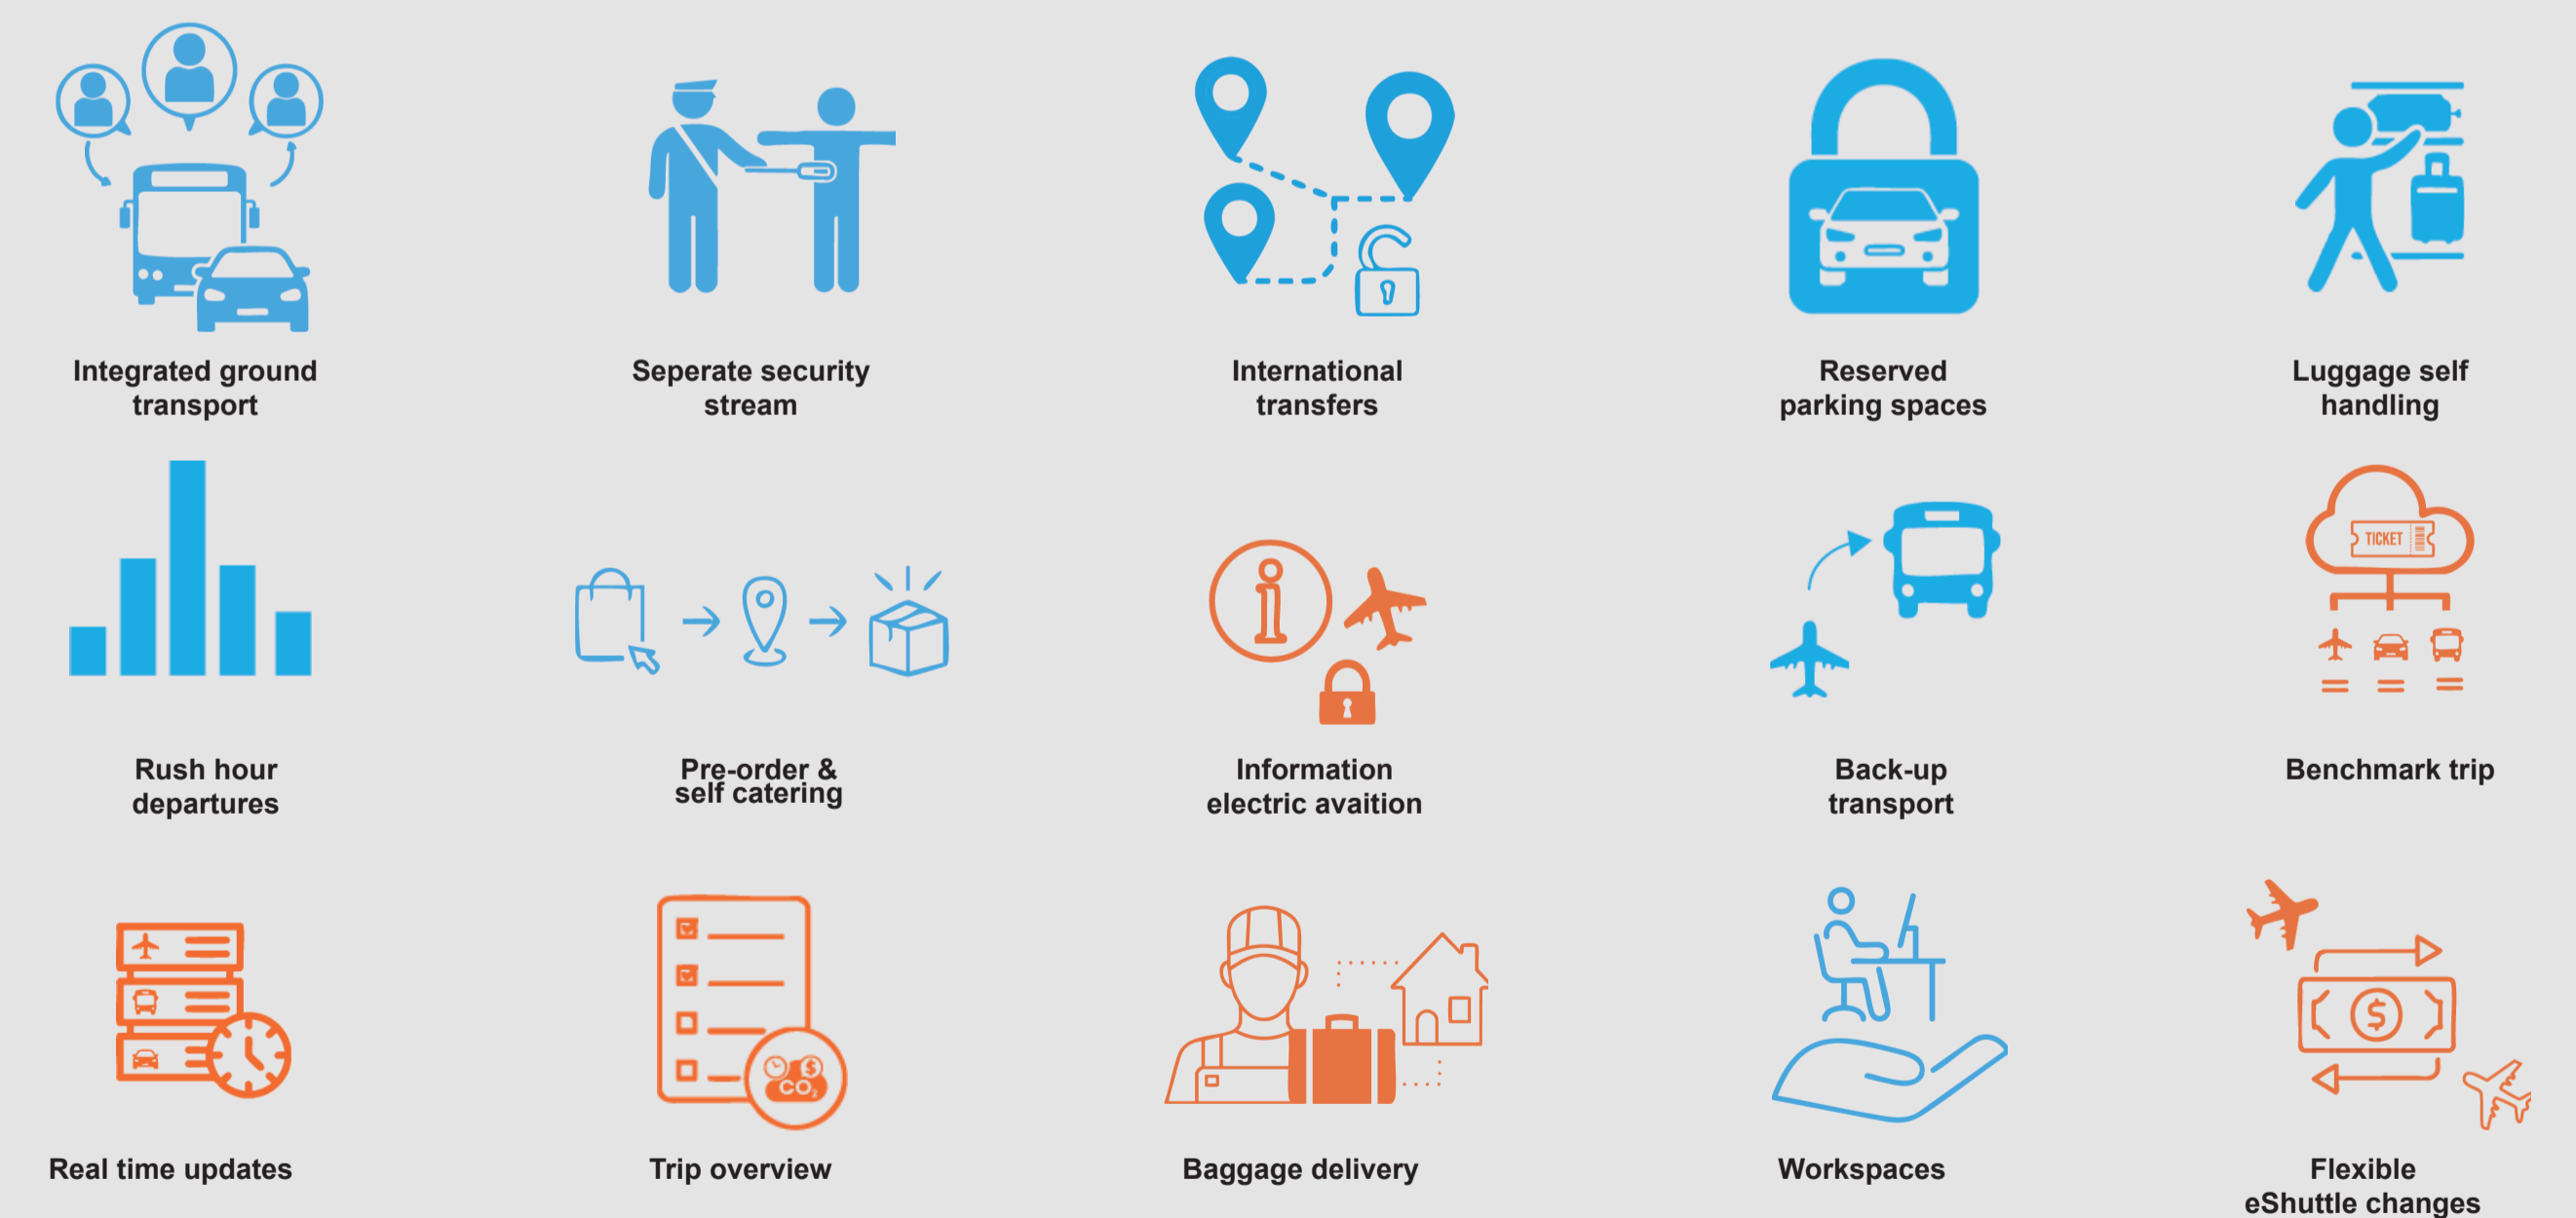 Integrated ground
transport
Seperate security
stream
International
transfers
Reserved
parking spaces
Luggage self
handling
Rush hour
departures
Pre-order &
self catering
Information
electric avaition
Back-up
transport
TICKET
Benchmark trip
Real time updates
CO2
Trip overview
Baggage delivery
Workspaces
$
Flexible
eShuttle changes